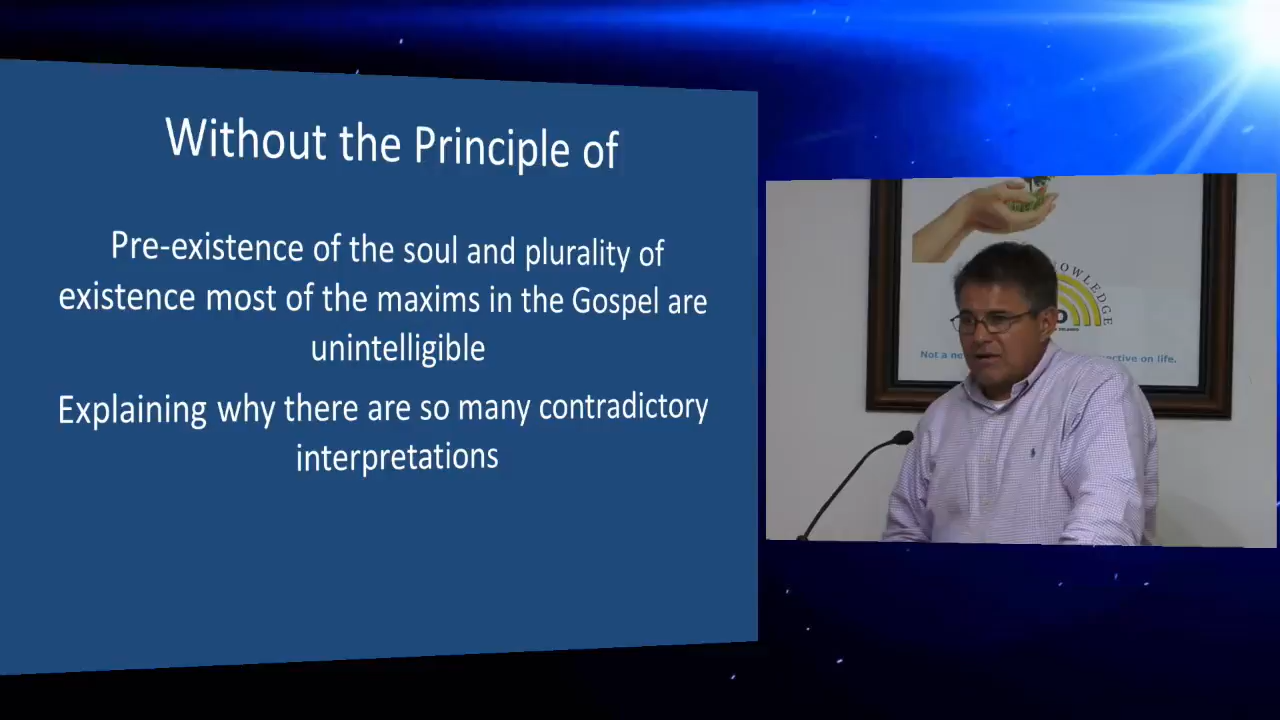 Without the Principle of
Pre-existence of the soul and plurality of
existence most of the maxims in the Gospel are
unintelligible
Explaining why there are so many contradictory
interpretations
OWLEDGE
O
Not a ne
ective on life.